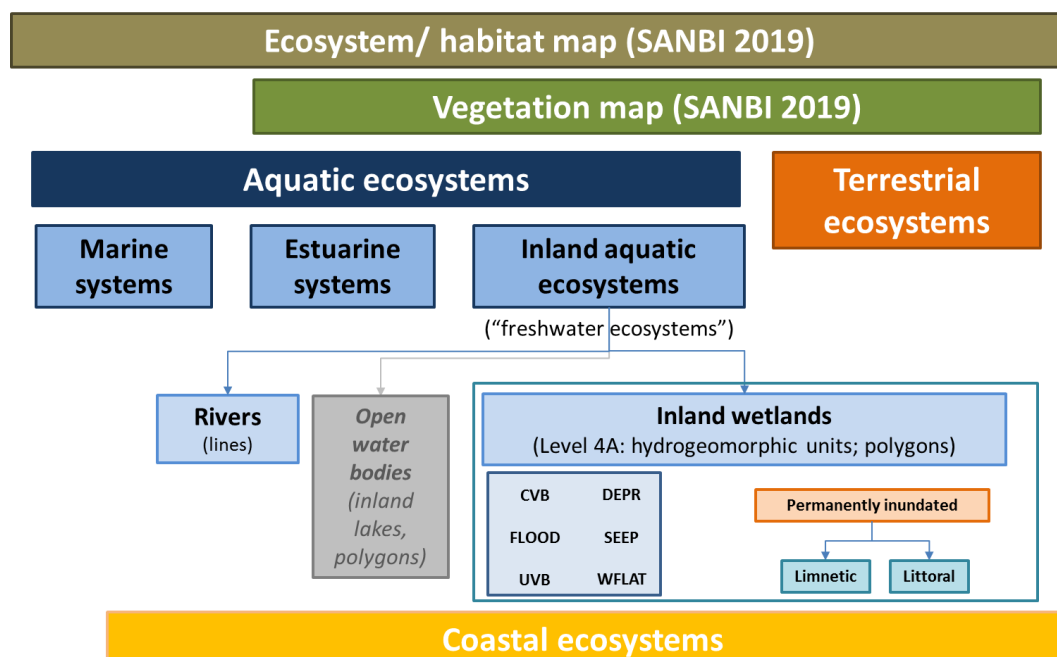 Ecosystem/ habitat map (SANBI 2019)
Vegetation map (SANBI 2019)
Aquatic ecosystems
Terrestrial
ecosystems
Marine
systems
Estuarine
systems
Inland aquatic
ecosystems
(“freshwater ecosystems”)
Rivers
(lines)
Open
water
bodies
(inland
lakes,
polygons)
Inland wetlands
(Level 4A: hydrogeomorphic units; polygons)
CVB DEPR
FLOOD SEEP
UVB WFLAT
Permanently inundated
Limnetic
Littoral
Coastal ecosystems